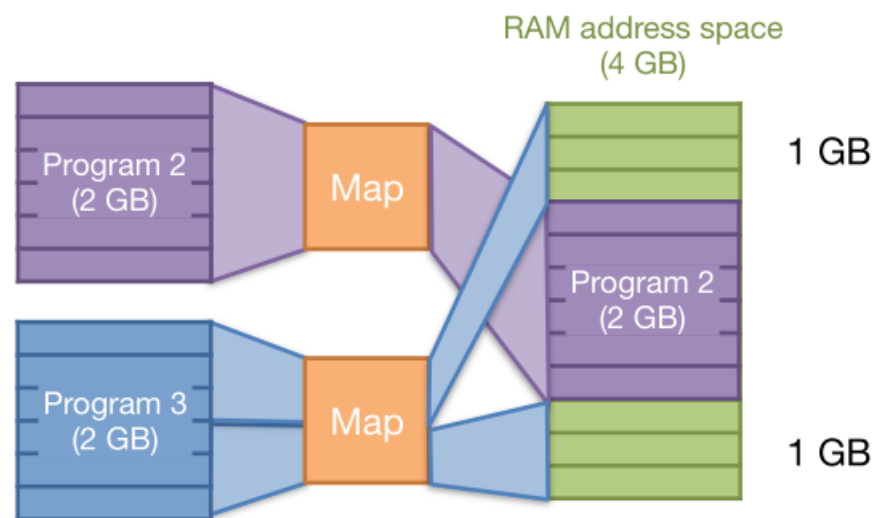 RAM address space
(4 GB)
Program 2
(2 GB)
Map
1 GB
Program 2
(2 GB)
Program 3
(2 GB)
Map
1 GB